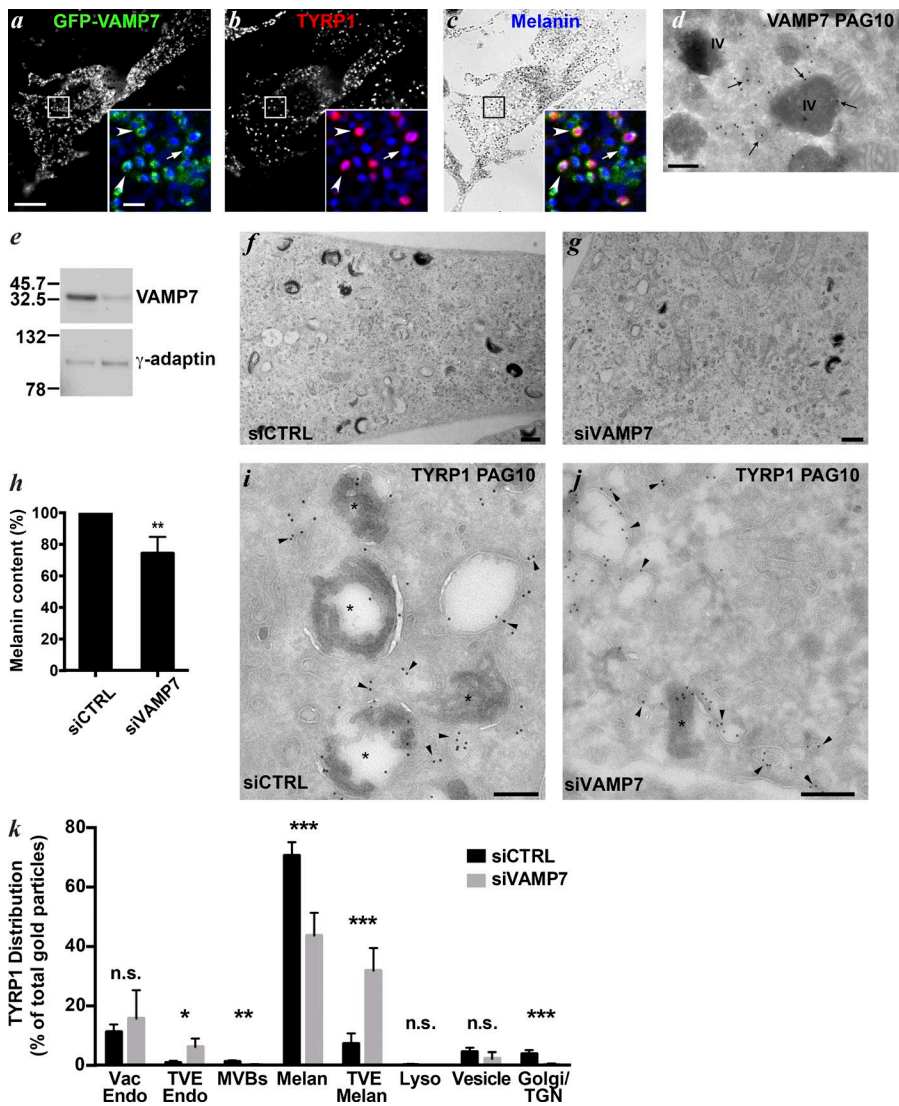 a GFP-VAMP7
b TYRP1
c Melanin
d VAMP7 PAG10
IV
IV
e
45.7
32.5
VAMP7
132
γ-adaptin
78
f
siCTRL
g
siVAMP7
h
Melanin content (%)
100
80
60
40
20
0
**
siCTRL
siVAMP7
i TYRP1 PAG10
*
*
*
*
siCTRL
j TYRP1 PAG10
*
siVAMP7
k
TYRP1 Distribution
(% of total gold particles)
80
60
40
20
0
siCTRL
siVAMP7
n.s.
*
**
***
***
n.s.
n.s.
***
Vac Endo
TVE Endo
MVBs
Melan
TVE Melan
Lyso
Vesicle
Golgi/ TGN